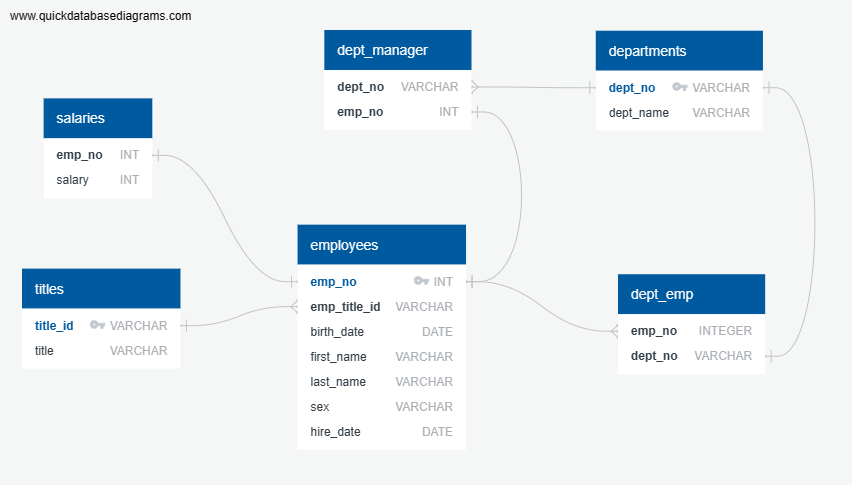 www.quickdatabasediagrams.com
dept_manager
dept_no VARCHAR
emp_no INT
departments
dept_no VARCHAR
dept_name VARCHAR
salaries
emp_no INT
salary INT
employees
emp_no INT
emp_title_id VARCHAR
birth_date DATE
first_name VARCHAR
last_name VARCHAR
sex VARCHAR
hire_date DATE
titles
title_id VARCHAR
title VARCHAR
dept_emp
emp_no INTEGER
dept_no VARCHAR